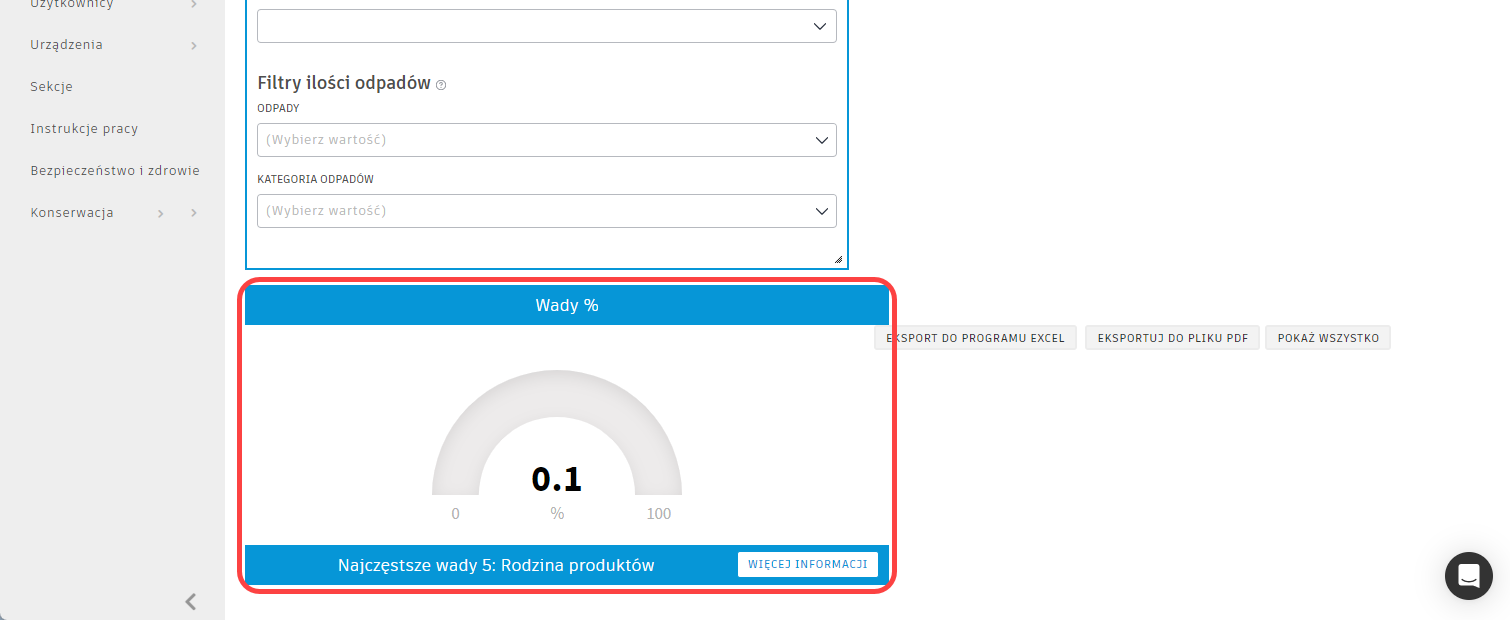 Użytkownicy
Urządzenia
Sekcje
Instrukcje pracy
Bezpieczeństwo i zdrowie
Konserwacja
Filtry ilości odpadów
ODPADY
(Wybierz wartość)
KATEGORIA ODPADÓW
(Wybierz wartość)
Wady %
EKSPORT DO PROGRAMU EXCEL EKSPORTUJ DO PLIKU PDF POKAŻ WSZYSTKO
0.1
0 % 100
Najczęstsze wady 5: Rodzina produktów WIĘCEJ INFORMACJI